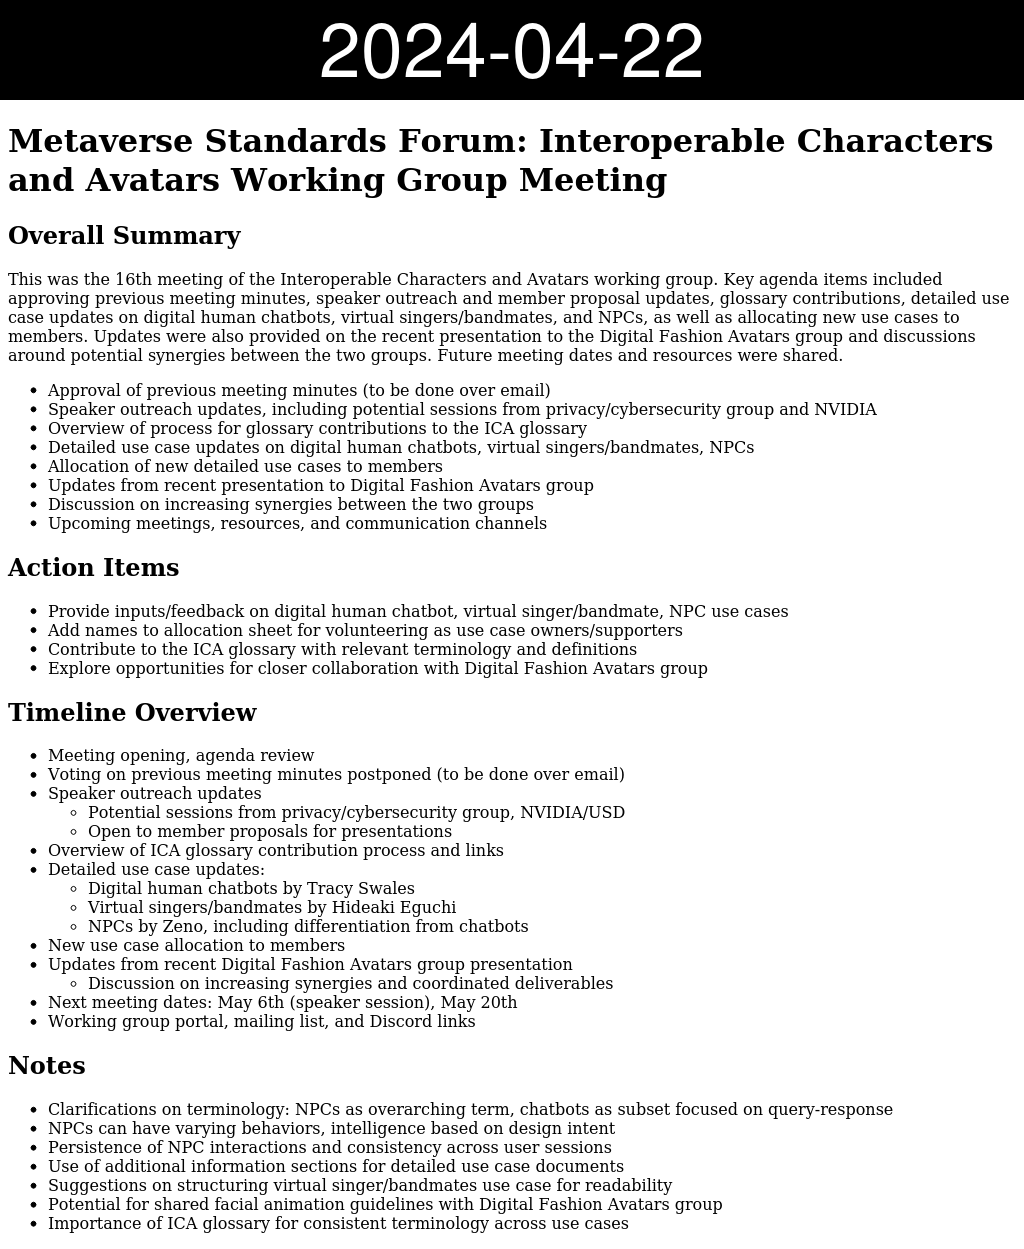 2024-04-22
Metaverse Standards Forum: Interoperable Characters
and Avatars Working Group Meeting
Overall Summary
This was the 16th meeting of the Interoperable Characters and Avatars working group. Key agenda items included
approving previous meeting minutes, speaker outreach and member proposal updates, glossary contributions, detailed use
case updates on digital human chatbots, virtual singers/bandmates, and NPCs, as well as allocating new use cases to
members. Updates were also provided on the recent presentation to the Digital Fashion Avatars group and discussions
around potential synergies between the two groups. Future meeting dates and resources were shared.
• Approval of previous meeting minutes (to be done over email)
• Speaker outreach updates, including potential sessions from privacy/cybersecurity group and NVIDIA
• Overview of process for glossary contributions to the ICA glossary
• Detailed use case updates on digital human chatbots, virtual singers/bandmates, NPCs
• Allocation of new detailed use cases to members
• Updates from recent presentation to Digital Fashion Avatars group
• Discussion on increasing synergies between the two groups
• Upcoming meetings, resources, and communication channels
Action Items
• Provide inputs/feedback on digital human chatbot, virtual singer/bandmate, NPC use cases
• Add names to allocation sheet for volunteering as use case owners/supporters
• Contribute to the ICA glossary with relevant terminology and definitions
• Explore opportunities for closer collaboration with Digital Fashion Avatars group
Timeline Overview
• Meeting opening, agenda review
• Voting on previous meeting minutes postponed (to be done over email)
• Speaker outreach updates
◦ Potential sessions from privacy/cybersecurity group, NVIDIA/USD
◦ Open to member proposals for presentations
• Overview of ICA glossary contribution process and links
• Detailed use case updates:
◦ Digital human chatbots by Tracy Swales
◦ Virtual singers/bandmates by Hideaki Eguchi
◦ NPCs by Zeno, including differentiation from chatbots
• New use case allocation to members
• Updates from recent Digital Fashion Avatars group presentation
◦ Discussion on increasing synergies and coordinated deliverables
• Next meeting dates: May 6th (speaker session), May 20th
• Working group portal, mailing list, and Discord links
Notes
• Clarifications on terminology: NPCs as overarching term, chatbots as subset focused on query-response
• NPCs can have varying behaviors, intelligence based on design intent
• Persistence of NPC interactions and consistency across user sessions
• Use of additional information sections for detailed use case documents
• Suggestions on structuring virtual singer/bandmates use case for readability
• Potential for shared facial animation guidelines with Digital Fashion Avatars group
• Importance of ICA glossary for consistent terminology across use cases